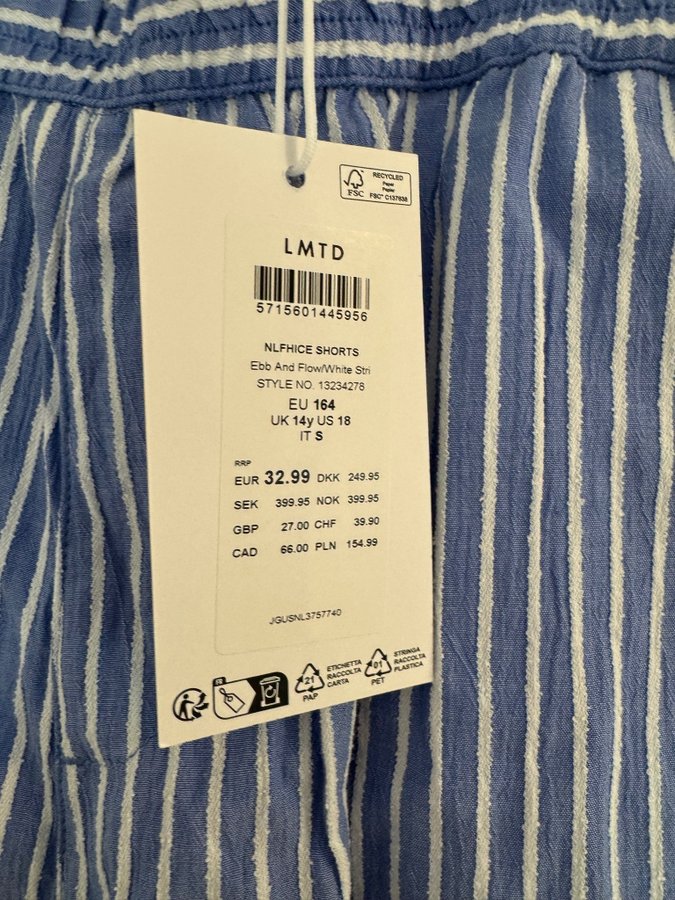 FSC
RECYCLED
Paper
Papier
FSC® C137638
LMTD
5715601445956
NLFHICE SHORTS
Ebb And Flow/White Stri
STYLE NO. 13234278
EU 164
UK 14y US 18
IT S
RRP
EUR 32.99 DKK 249.95
SEK 399.95 NOK 399.95
GBP 27.00 CHF 39.90
CAD 66.00 PLN 154.99
JGUSNL3757740
FR
21
PAP
ETICHETTA
RACCOLTA
CARTA
01
PET
STRINGA
RACCOLTA
PLASTICA